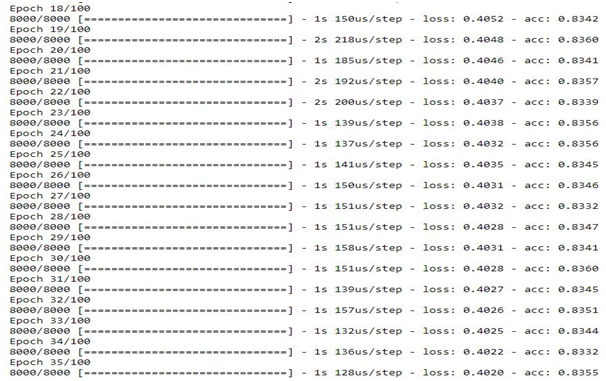 Epoch 18/100
8000/8000 [==============================] - 1s 150us/step - loss: 0.4052 - acc: 0.8342
Epoch 19/100
8000/8000 [==============================] - 2s 218us/step - loss: 0.4048 - acc: 0.8360
Epoch 20/100
8000/8000 [==============================] - 1s 185us/step - loss: 0.4046 - acc: 0.8341
Epoch 21/100
8000/8000 [==============================] - 2s 192us/step - loss: 0.4040 - acc: 0.8357
Epoch 22/100
8000/8000 [==============================] - 2s 200us/step - loss: 0.4037 - acc: 0.8339
Epoch 23/100
8000/8000 [==============================] - 1s 139us/step - loss: 0.4038 - acc: 0.8356
Epoch 24/100
8000/8000 [==============================] - 1s 137us/step - loss: 0.4032 - acc: 0.8356
Epoch 25/100
8000/8000 [==============================] - 1s 141us/step - loss: 0.4035 - acc: 0.8345
Epoch 26/100
8000/8000 [==============================] - 1s 150us/step - loss: 0.4031 - acc: 0.8346
Epoch 27/100
8000/8000 [==============================] - 1s 151us/step - loss: 0.4032 - acc: 0.8332
Epoch 28/100
8000/8000 [==============================] - 1s 151us/step - loss: 0.4028 - acc: 0.8347
Epoch 29/100
8000/8000 [==============================] - 1s 158us/step - loss: 0.4031 - acc: 0.8341
Epoch 30/100
8000/8000 [==============================] - 1s 151us/step - loss: 0.4028 - acc: 0.8360
Epoch 31/100
8000/8000 [==============================] - 1s 139us/step - loss: 0.4027 - acc: 0.8345
Epoch 32/100
8000/8000 [==============================] - 1s 157us/step - loss: 0.4026 - acc: 0.8351
Epoch 33/100
8000/8000 [==============================] - 1s 132us/step - loss: 0.4025 - acc: 0.8344
Epoch 34/100
8000/8000 [==============================] - 1s 136us/step - loss: 0.4022 - acc: 0.8332
Epoch 35/100
8000/8000 [==============================] - 1s 128us/step - loss: 0.4020 - acc: 0.8355